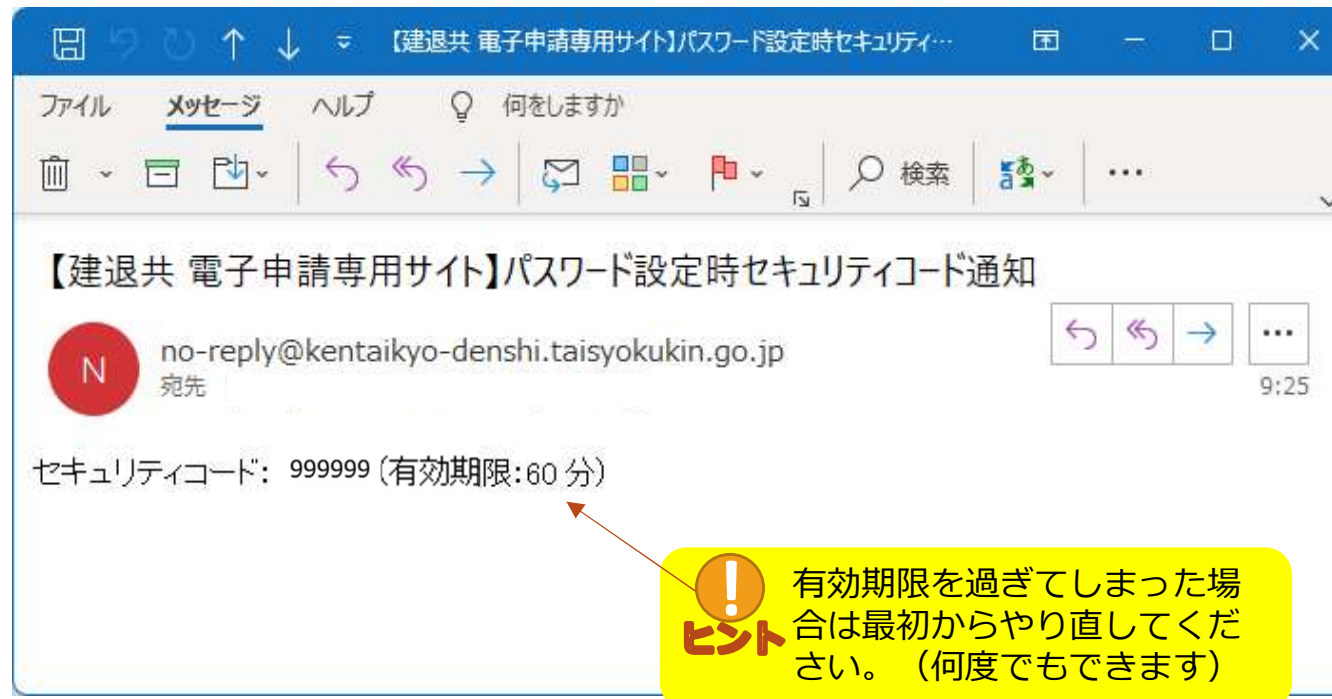 【建退共 電子申請専用サイト】パスワード設定時セキュリティ…
ファイル メッセージ ヘルプ 何をしますか
検索
【建退共 電子申請専用サイト】パスワード設定時セキュリティコード通知
N
no-reply@kentaikyo-denshi.taisyokukin.go.jp
宛先
9:25
セキュリティコード: 999999 (有効期限:60 分)
有効期限を過ぎてしまった場
合は最初からやり直してくだ
さい。（何度でもできます）
ヒント